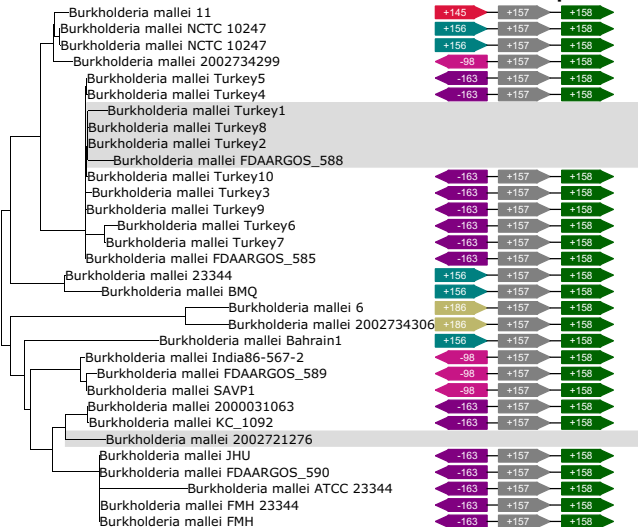 Burkholderia mallei 11 +145 +157 +158
Burkholderia mallei NCTC 10247 +156 +157 +158
Burkholderia mallei NCTC 10247 +156 +157 +158
Burkholderia mallei 2002734299 -98 +157 +158
Burkholderia mallei Turkey5 -163 +157 +158
Burkholderia mallei Turkey4 -163 +157 +158
Burkholderia mallei Turkey1
Burkholderia mallei Turkey8
Burkholderia mallei Turkey2
Burkholderia mallei FDAARGOS_588
Burkholderia mallei Turkey10 -163 +157 +158
Burkholderia mallei Turkey3 -163 +157 +158
Burkholderia mallei Turkey9 -163 +157 +158
Burkholderia mallei Turkey6 -163 +157 +158
Burkholderia mallei Turkey7 -163 +157 +158
Burkholderia mallei FDAARGOS_585 -163 +157 +158
Burkholderia mallei 23344 +156 +157 +158
Burkholderia mallei BMQ +156 +157 +158
Burkholderia mallei 6 +186 +157 +158
Burkholderia mallei 2002734306 +186 +157 +158
Burkholderia mallei Bahrain1 +156 +157 +158
Burkholderia mallei India86-567-2 -98 +157 +158
Burkholderia mallei FDAARGOS_589 -98 +157 +158
Burkholderia mallei SAVP1 -98 +157 +158
Burkholderia mallei 2000031063 -163 +157 +158
Burkholderia mallei KC_1092 -163 +157 +158
Burkholderia mallei 2002721276
Burkholderia mallei JHU -163 +157 +158
Burkholderia mallei FDAARGOS_590 -163 +157 +158
Burkholderia mallei ATCC 23344 -163 +157 +158
Burkholderia mallei FMH 23344 -163 +157 +158
Burkholderia mallei FMH -163 +157 +158